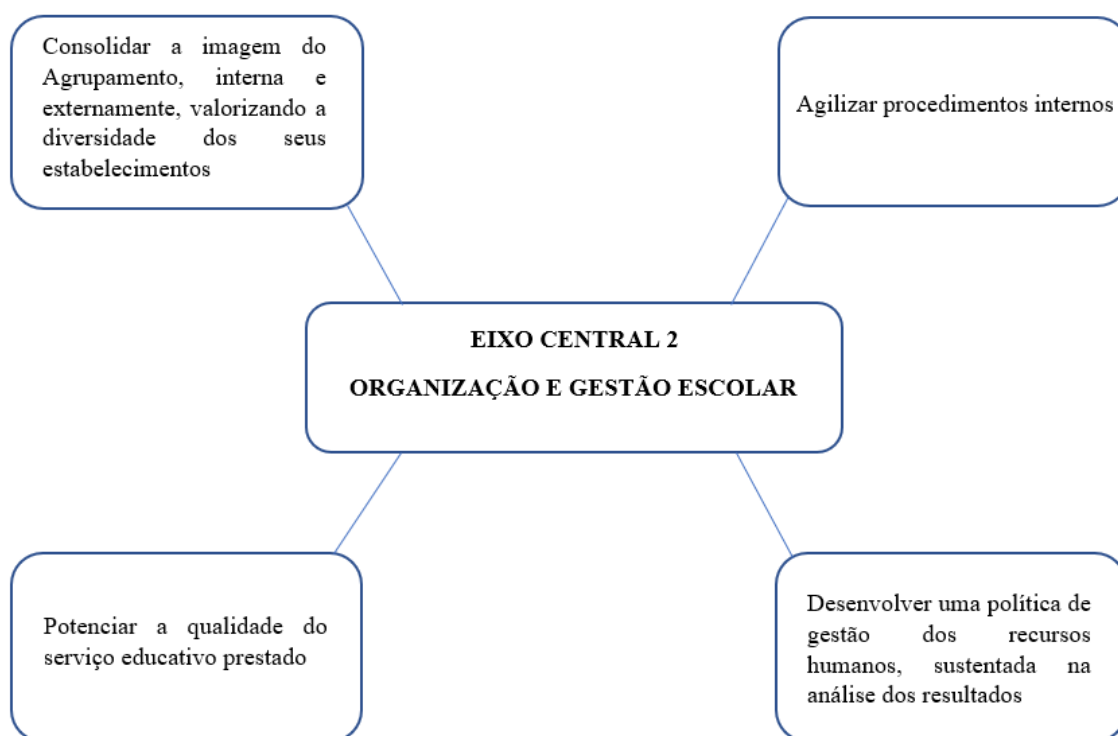 Consolidar a imagem do
Agrupamento, interna e
externamente, valorizando a
diversidade dos seus
estabelecimentos
Agilizar procedimentos internos
EIXO CENTRAL 2
ORGANIZAÇÃO E GESTÃO ESCOLAR
Potenciar a qualidade do
serviço educativo prestado
Desenvolver uma política de
gestão dos recursos
humanos, sustentada na
análise dos resultados